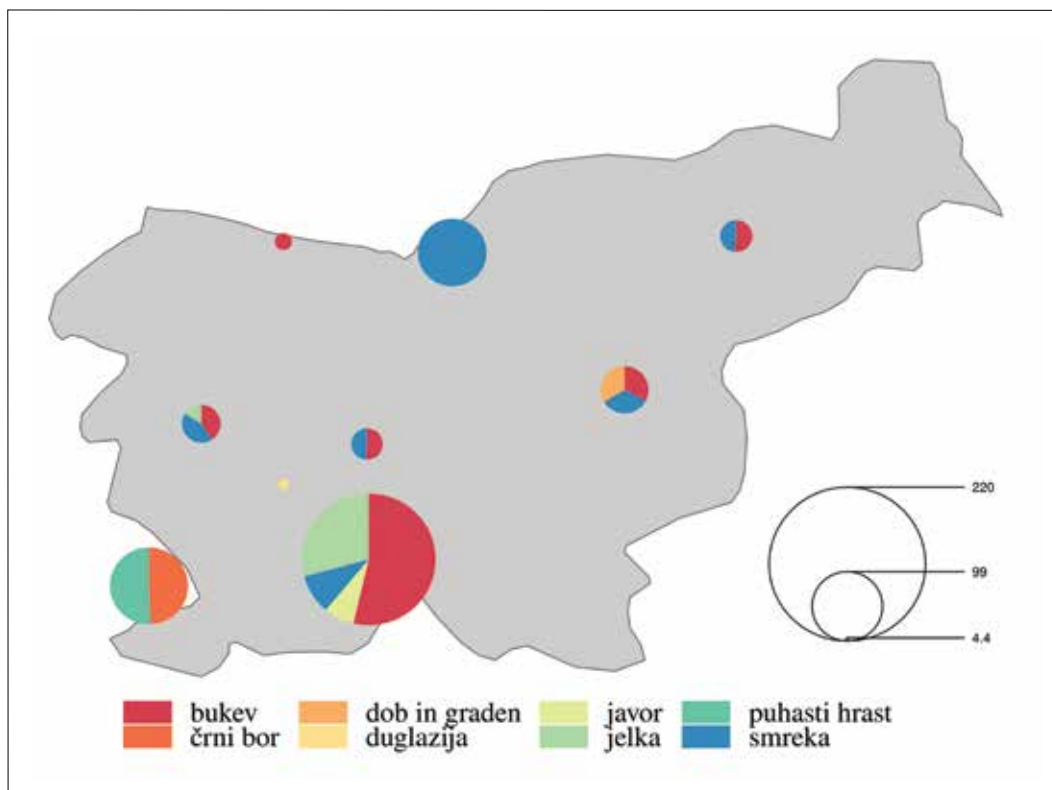 220
99
4.4
bukev dob in graden javor puhasti hrast
črni bor duglazija jelka smreka